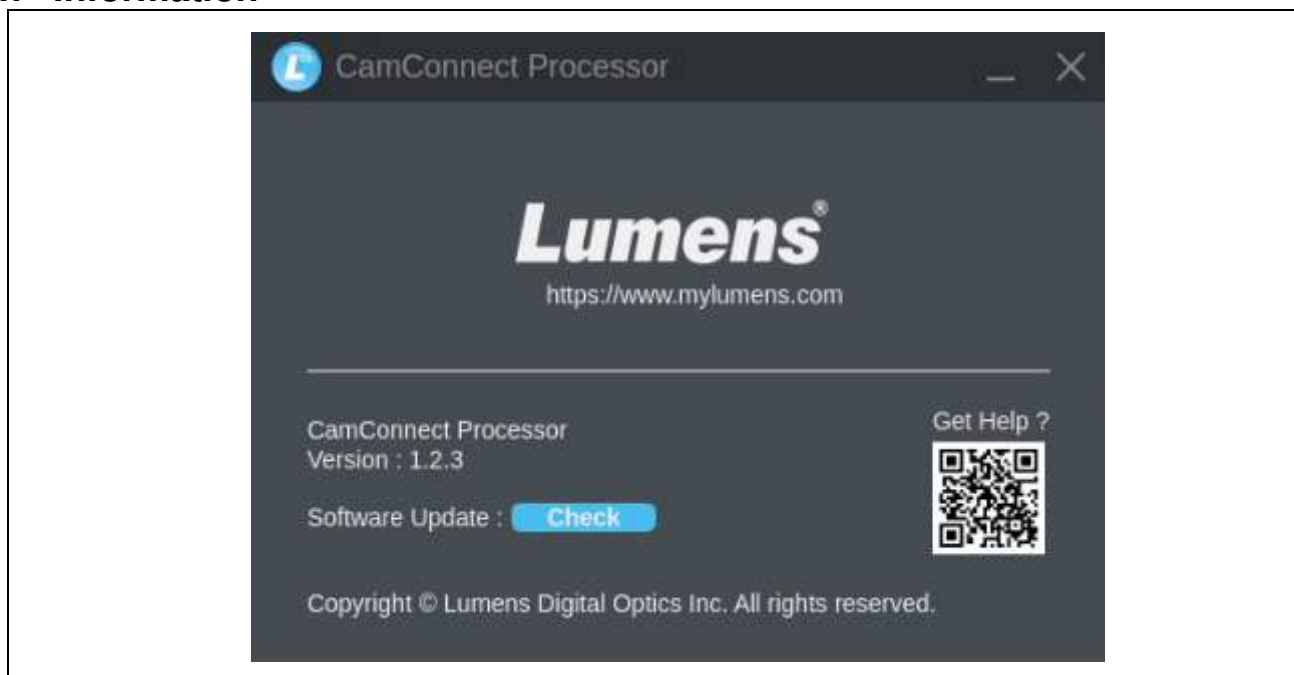 Information
CamConnect Processor
Lumens®
https://www.mylumens.com
CamConnect Processor
Version : 1.2.3
Get Help ?
Software Update : Check
Copyright © Lumens Digital Optics Inc. All rights reserved.